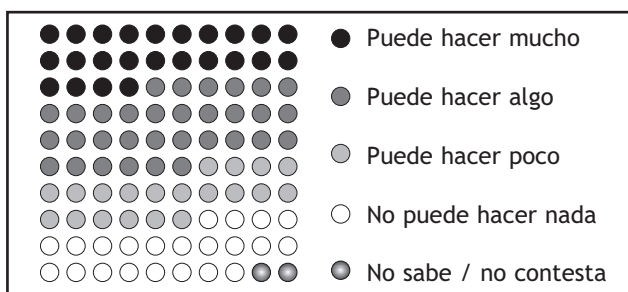 Puede hacer mucho
Puede hacer algo
Puede hacer poco
No puede hacer nada
No sabe / no contesta